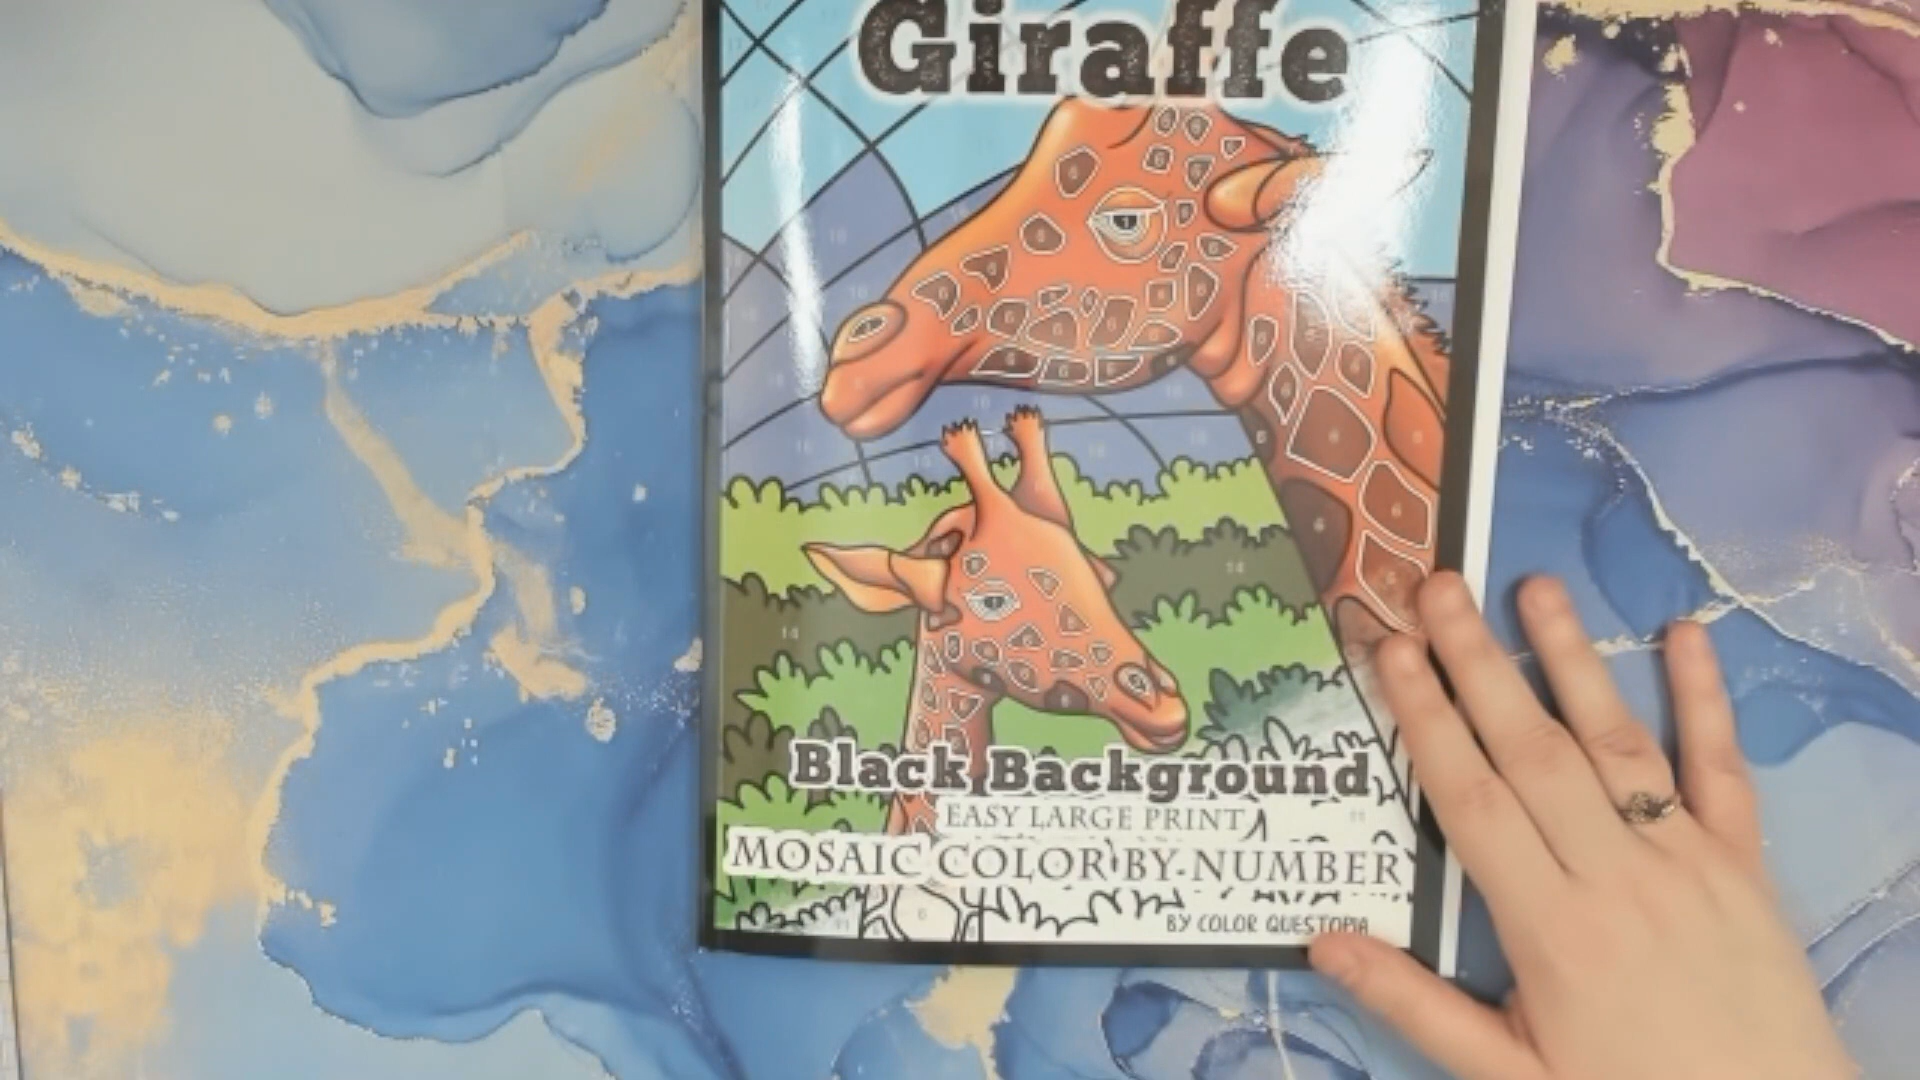 Giraffe
Black Background
EASY LARGE PRINT
MOSAIC COLOR BY NUMBER
BY COLOR QUESTOPIA